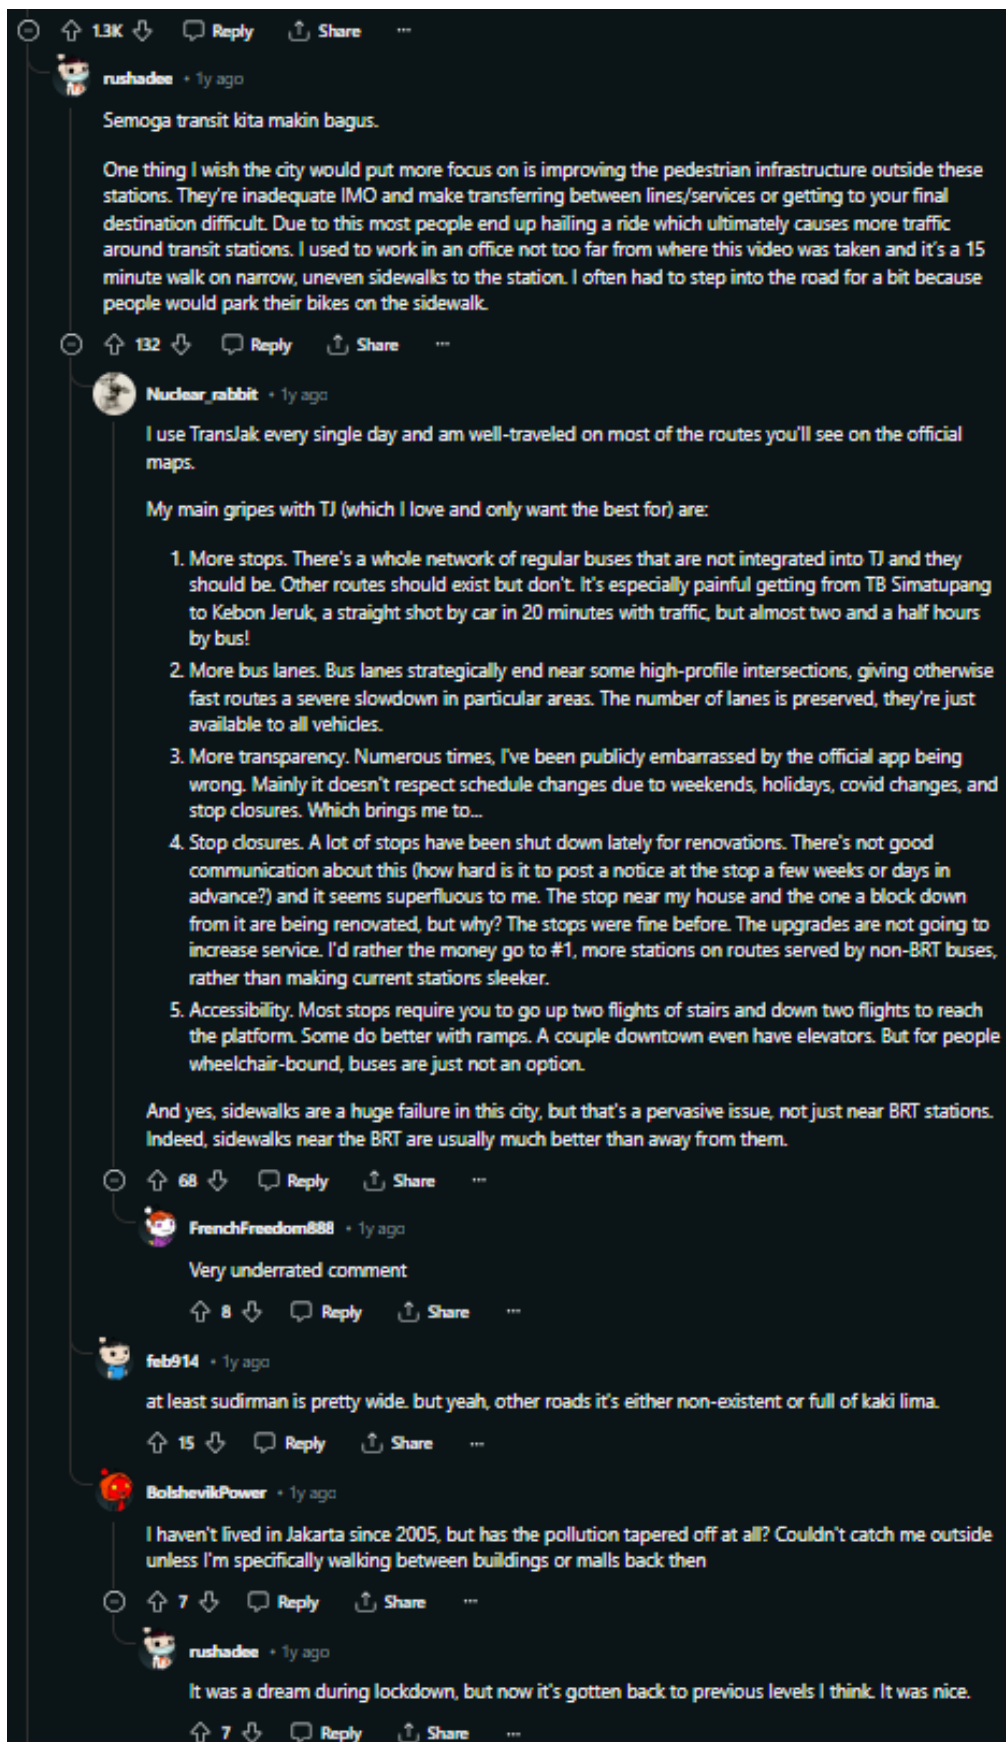 1.3K Reply Share ...
rushadee • 1y ago
Semoga transit kita makin bagus.
One thing I wish the city would put more focus on is improving the pedestrian infrastructure outside these
stations. They're inadequate IMO and make transferring between lines/services or getting to your final
destination difficult. Due to this most people end up hailing a ride which ultimately causes more traffic
around transit stations. I used to work in an office not too far from where this video was taken and it's a 15
minute walk on narrow, uneven sidewalks to the station. I often had to step into the road for a bit because
people would park their bikes on the sidewalk.
132 Reply Share ...
Nuclear_rabbit • 1y ago
I use TransJak every single day and am well-traveled on most of the routes you'll see on the official
maps.
My main gripes with TJ (which I love and only want the best for) are:
1. More stops. There's a whole network of regular buses that are not integrated into TJ and they
should be. Other routes should exist but don't. It's especially painful getting from TB Simatupang
to Kebon Jeruk, a straight shot by car in 20 minutes with traffic, but almost two and a half hours
by bus!
2. More bus lanes. Bus lanes strategically end near some high-profile intersections, giving otherwise
fast routes a severe slowdown in particular areas. The number of lanes is preserved, they're just
available to all vehicles.
3. More transparency. Numerous times, I've been publicly embarrassed by the official app being
wrong. Mainly it doesn't respect schedule changes due to weekends, holidays, covid changes, and
stop closures. Which brings me to...
4. Stop closures. A lot of stops have been shut down lately for renovations. There's not good
communication about this (how hard is it to post a notice at the stop a few weeks or days in
advance?) and it seems superfluous to me. The stop near my house and the one a block down
from it are being renovated, but why? The stops were fine before. The upgrades are not going to
increase service. I'd rather the money go to #1, more stations on routes served by non-BRT buses,
rather than making current stations sleeker.
5. Accessibility. Most stops require you to go up two flights of stairs and down two flights to reach
the platform. Some do better with ramps. A couple downtown even have elevators. But for people
wheelchair-bound, buses are just not an option.
And yes, sidewalks are a huge failure in this city, but that's a pervasive issue, not just near BRT stations.
Indeed, sidewalks near the BRT are usually much better than away from them.
68 Reply Share ...
FrenchFreedom888 • 1y ago
Very underrated comment
8 Reply Share ...
feb914 • 1y ago
at least sudirman is pretty wide. but yeah, other roads it's either non-existent or full of kaki lima.
15 Reply Share ...
BolshevikPower • 1y ago
I haven't lived in Jakarta since 2005, but has the pollution tapered off at all? Couldn't catch me outside
unless I'm specifically walking between buildings or malls back then
7 Reply Share ...
rushadee • 1y ago
It was a dream during lockdown, but now it's gotten back to previous levels I think. It was nice.
7 Reply Share ...